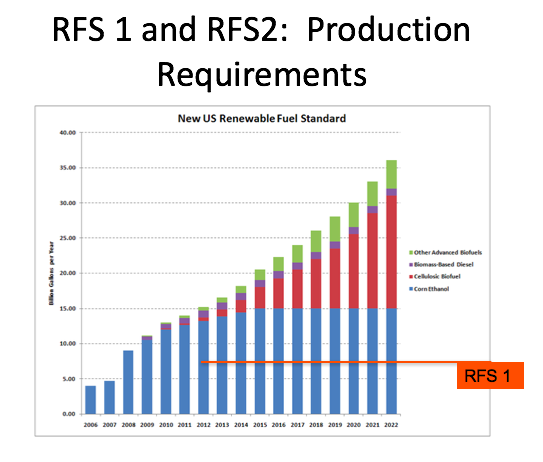 RFS 1 and RFS2: Production
Requirements
New US Renewable Fuel Standard
40.00
35.00
30.00
25.00
20.00
15.00
10.00
5.00
0.00
Billion Gallons per Year
2006 2007 2008 2009 2010 2011 2012 2013 2014 2015 2016 2017 2018 2019 2020 2021 2022
Other Advanced Biofuels
Biomass-Based Diesel
Cellulosic Biofuel
Corn Ethanol
RFS 1